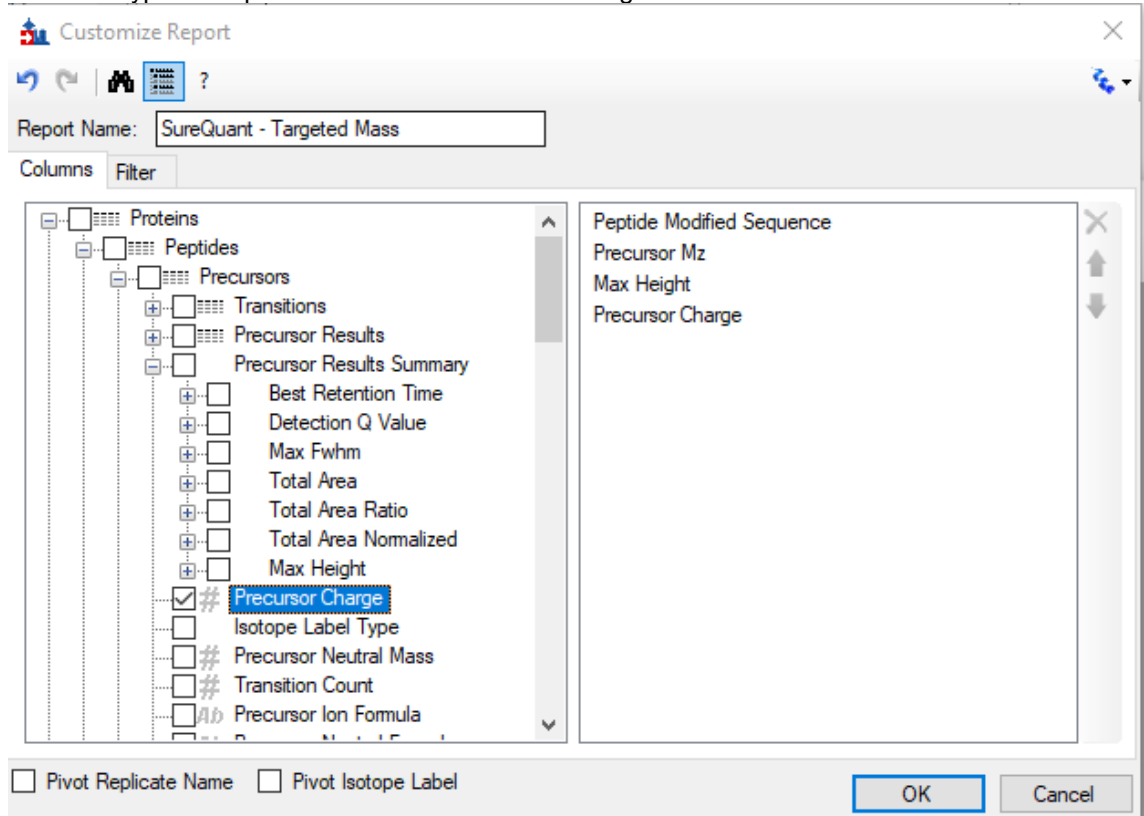 Customize Report
?
Report Name: SureQuant - Targeted Mass
Columns Filter
Proteins
Peptides
Precursors
Transitions
Precursor Results
Precursor Results Summary
Best Retention Time
Detection Q Value
Max Fwhm
Total Area
Total Area Ratio
Total Area Normalized
Max Height
# Precursor Charge
Isotope Label Type
# Precursor Neutral Mass
# Transition Count
Ab Precursor Ion Formula
Peptide Modified Sequence
Precursor Mz
Max Height
Precursor Charge
Pivot Replicate Name Pivot Isotope Label
OK Cancel